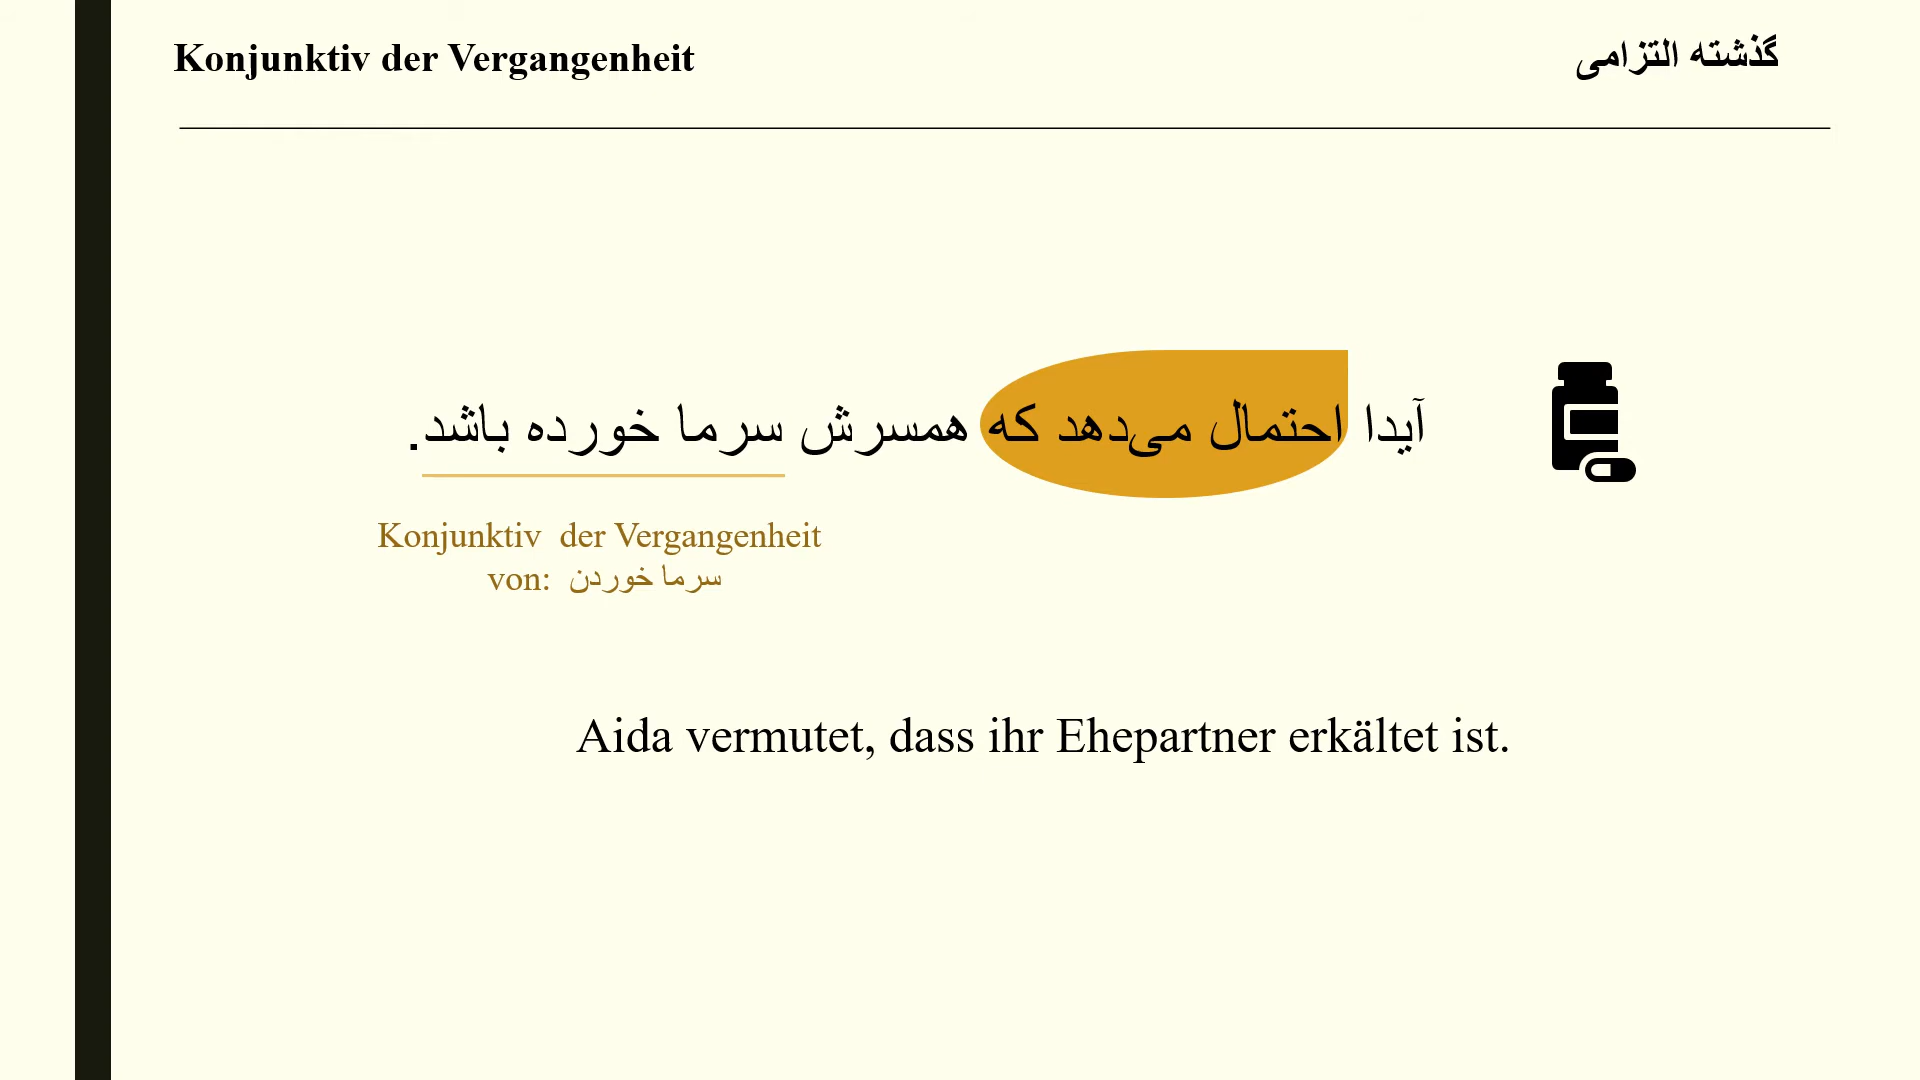 Konjunktiv der Vergangenheit
گذشته التزامی
آیدا احتمال می‌دهد که همسرش سرما خورده باشد.
Konjunktiv der Vergangenheit
von: سرما خوردن
Aida vermutet, dass ihr Ehepartner erkältet ist.